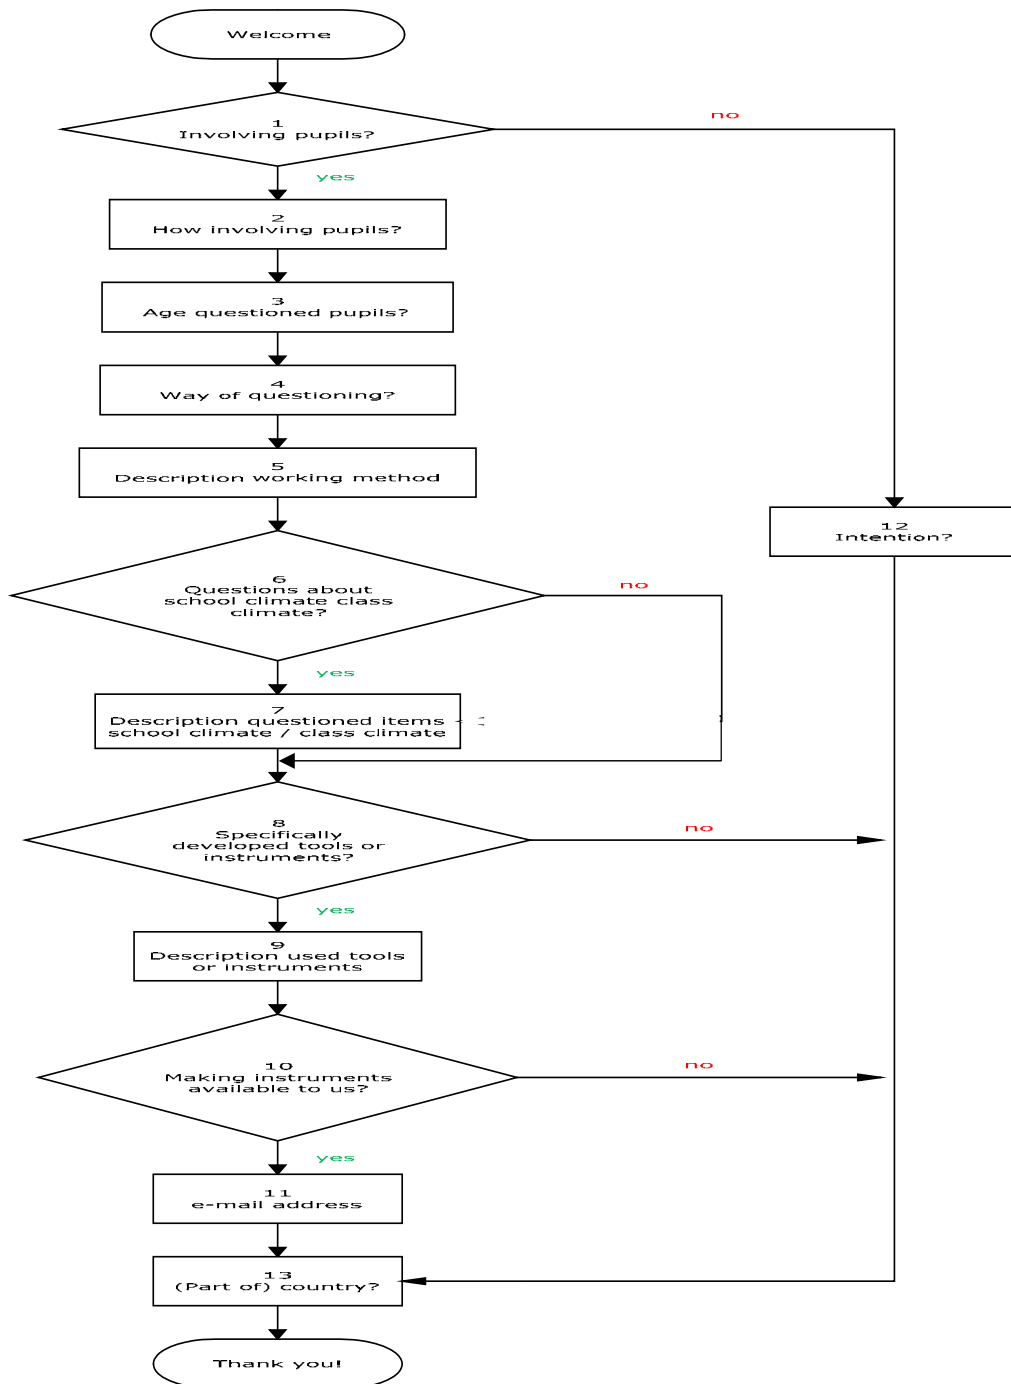 Welcome
1
Involving pupils?
no
yes
2
How involving pupils?
3
Age questioned pupils?
4
Way of questioning?
5
Description working method
12
Intention?
6
Questions about
school climate class
climate?
no
yes
7
Description questioned items
school climate / class climate
8
Specifically
developed tools or
instruments?
no
yes
9
Description used tools
or instruments
10
Making instruments
available to us?
no
yes
11
e-mail address
13
(Part of) country?
Thank you!